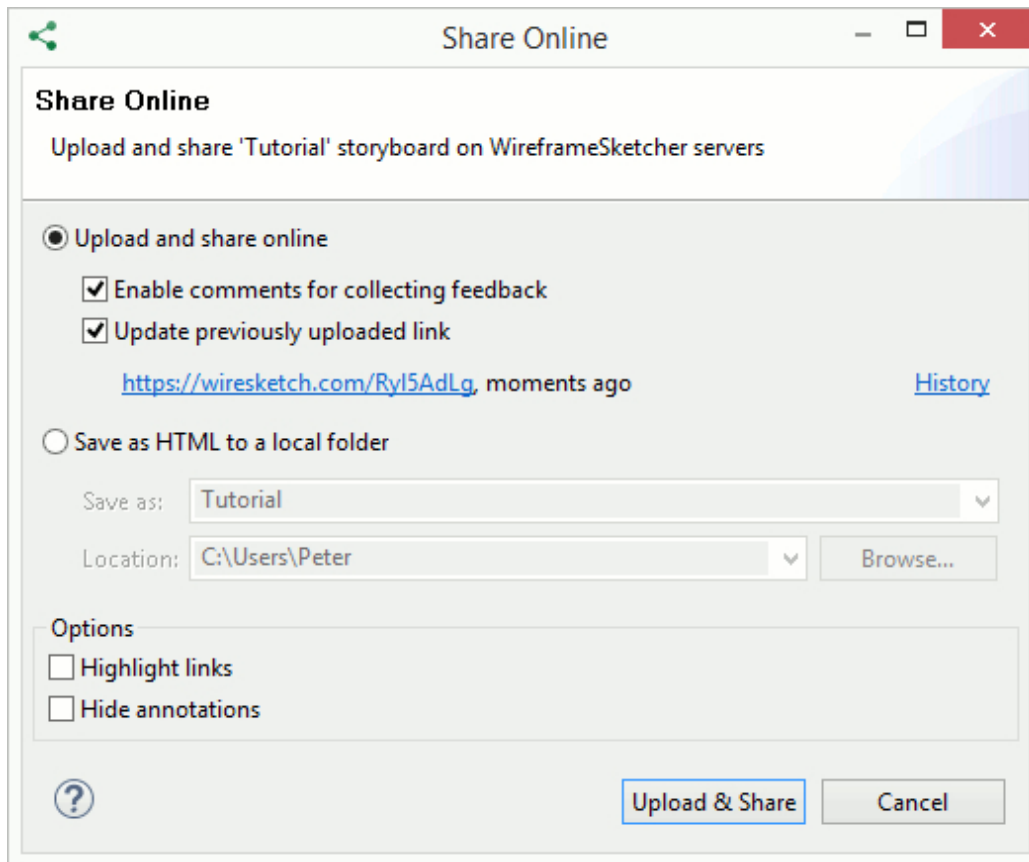 Share Online
Share Online
Upload and share 'Tutorial' storyboard on WireframeSketcher servers
Upload and share online
Enable comments for collecting feedback
Update previously uploaded link
https://wiresketch.com/RyI5AdLg, moments ago History
Save as HTML to a local folder
Save as: Tutorial
Location: C:\Users\Peter Browse...
Options
Highlight links
Hide annotations
? Upload & Share Cancel